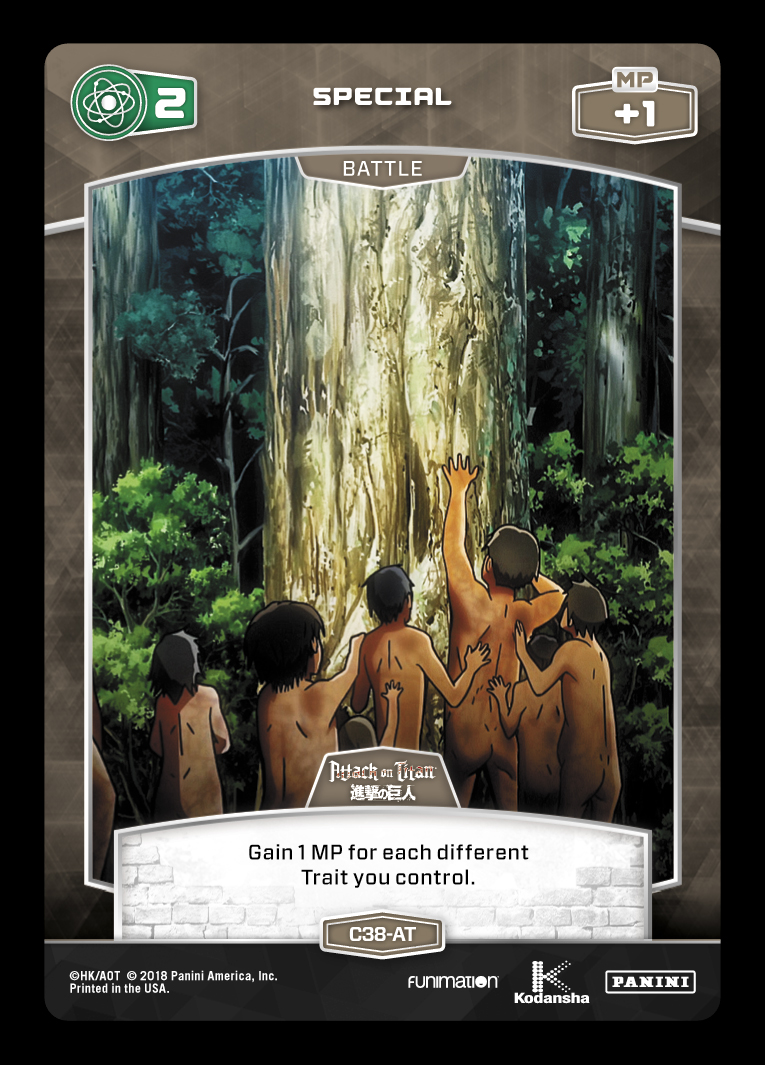 2
SPECIAL
MP
+1
BATTLE
Attack on Titan
進撃の巨人
Gain 1 MP for each different
Trait you control.
C38-AT
©HK/AOT © 2018 Panini America, Inc.
Printed in the USA.
FUNIMATION
Kodansha
PANINI